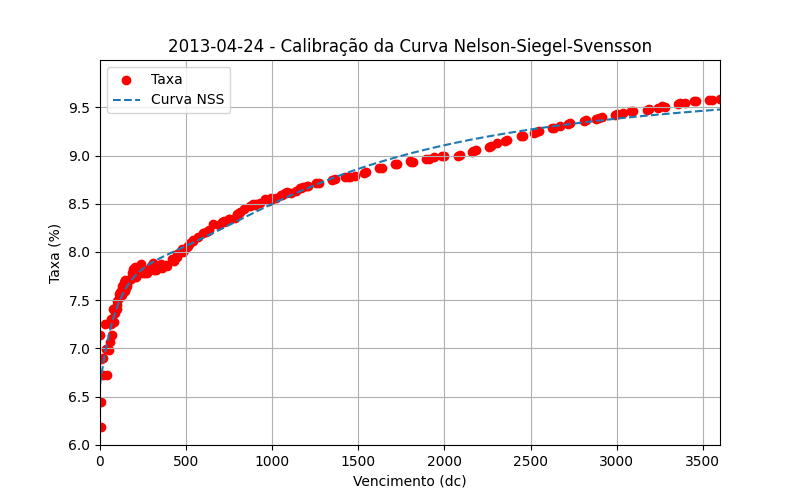 2013-04-24 - Calibração da Curva Nelson-Siegel-Svensson
Taxa
Curva NSS
Taxa (%)
9.5
9.0
8.5
8.0
7.5
7.0
6.5
6.0
0 500 1000 1500 2000 2500 3000 3500
Vencimento (dc)